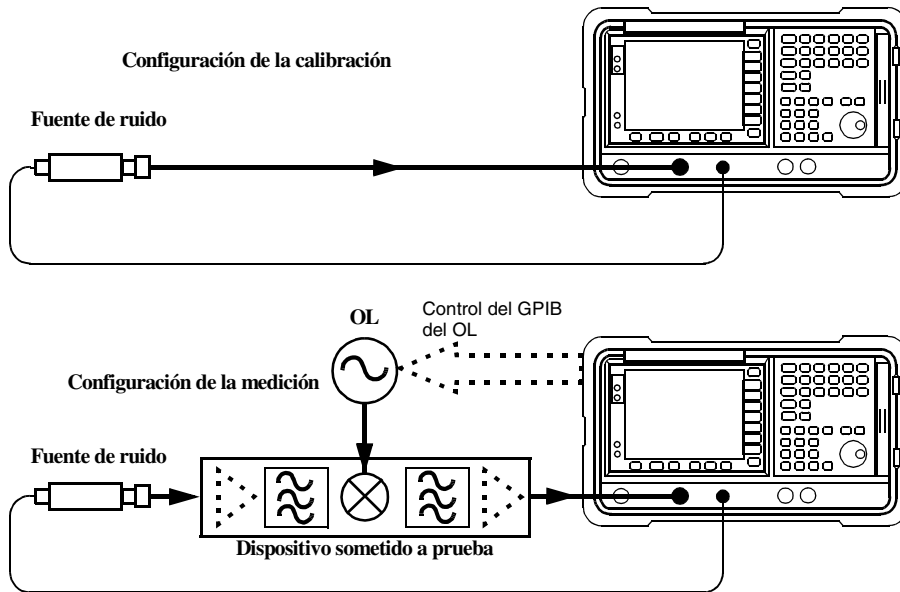 Configuración de la calibración
Fuente de ruido
OL
Control del GPIB
del OL
Configuración de la medición
Fuente de ruido
Dispositivo sometido a prueba